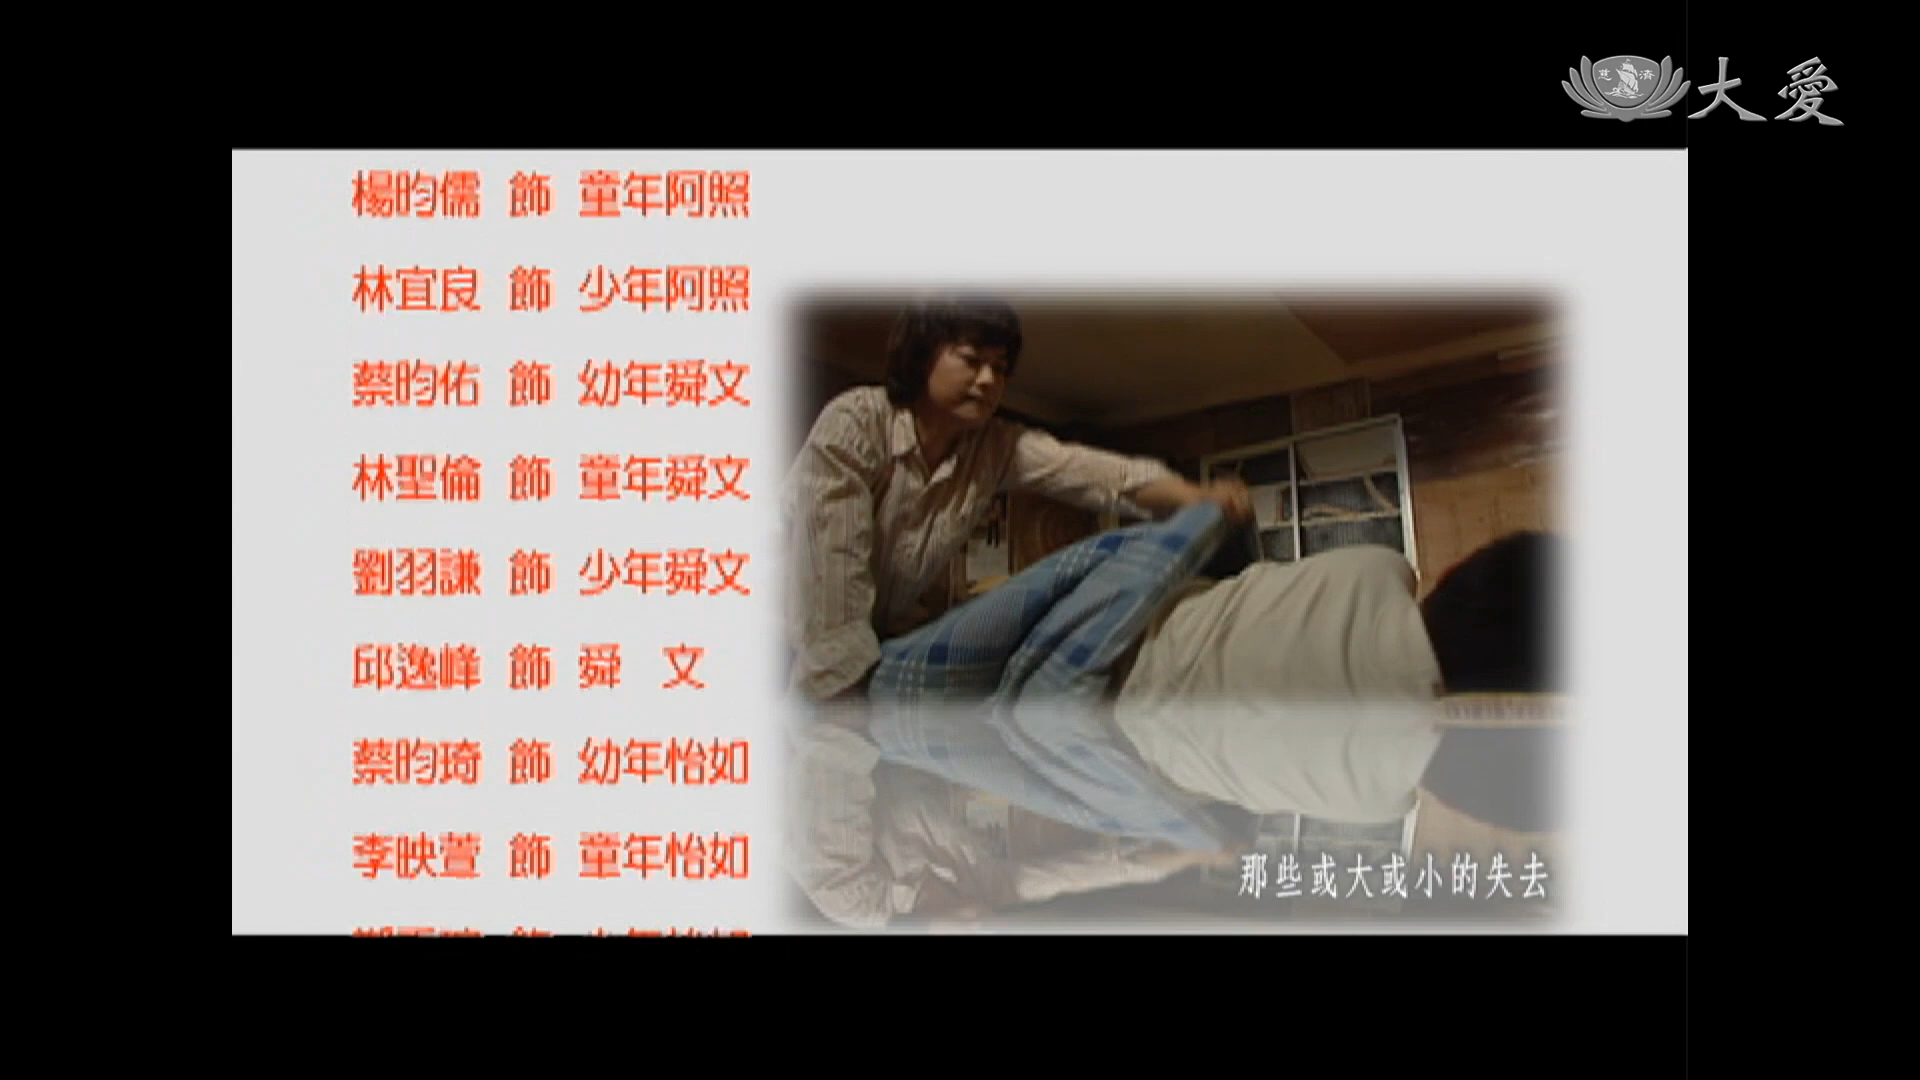 慈濟
大愛
楊昀儒 飾 童年阿照
林宜良 飾 少年阿照
蔡昀佑 飾 幼年舜文
林聖倫 飾 童年舜文
劉羽謙 飾 少年舜文
邱逸峰 飾 舜 文
蔡昀琦 飾 幼年怡如
李映萱 飾 童年怡如
那些或大或小的失去